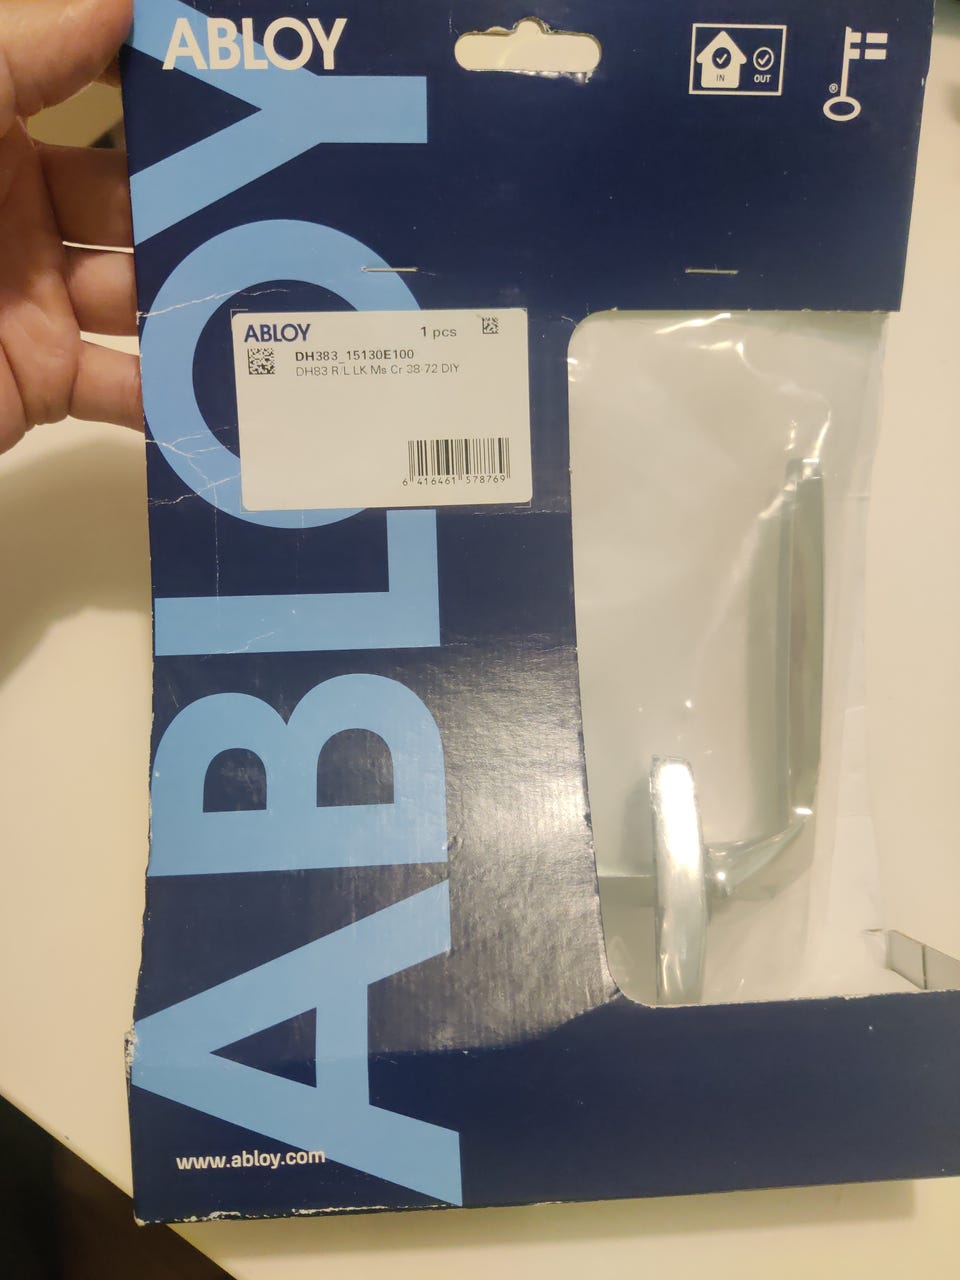 ABLOY
IN
OUT
®
ABLOY
1 pcs
DH383_15130E100
DH83 R L LK Ms Cr 38-72 DIY
6 416461 578769
ABLOY
www.abloy.com